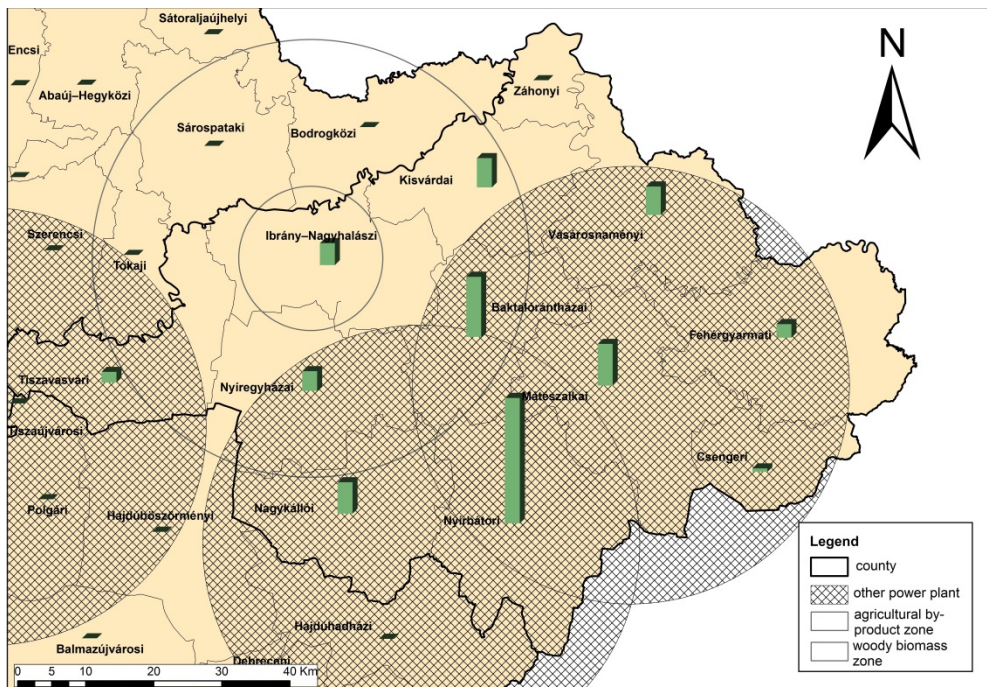 Sátoraljaújhelyi
Encsi
Abaúj–Hegyközi
Záhonyi
Sárospataki
Bodrogközi
Kisvárdai
N
Szerencsi
Tokaji
Ibrány–Nagyhalászi
Vásárosnaményi
Baktalórántházai
Fehérgyarmati
Tiszavasvári
Nyíregyházai
Mátészalkai
Tiszaújvárosi
Csengeri
Polgári
Hajdúböszörményi
Nagykállói
Nyírbátori
Hajdúhadházi
Balmazújvárosi
Debreceni
0 5 10 20 30 40 Km
Legend
county
other power plant
agricultural by-
product zone
woody biomass
zone